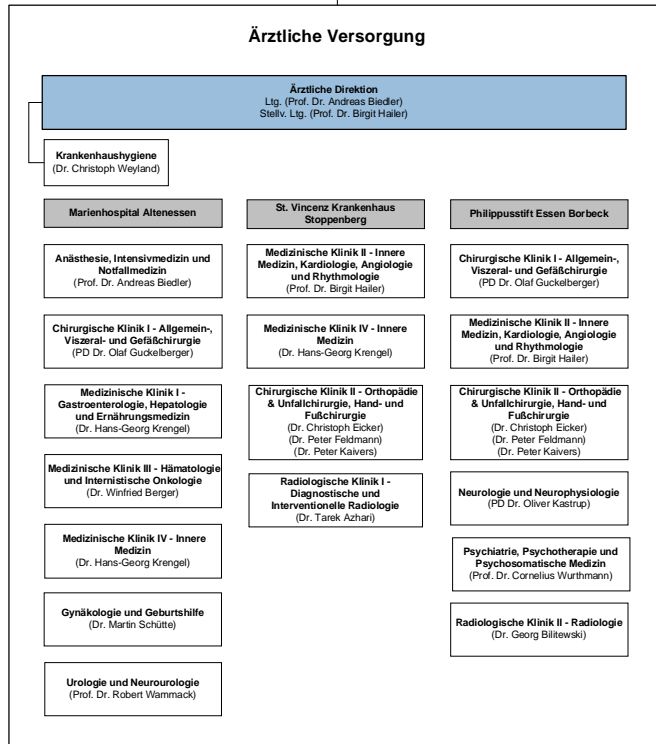 Ärztliche Versorgung
Ärztliche Direktion
Ltg. (Prof. Dr. Andreas Biedler)
Stellv. Ltg. (Prof. Dr. Birgit Hailer)
Krankenhaushygiene
(Dr. Christoph Weyland)
Marienhospital Altenessen
Anästhesie, Intensivmedizin und
Notfallmedizin
(Prof. Dr. Andreas Biedler)
Chirurgische Klinik I - Allgemein-,
Viszeral- und Gefäßchirurgie
(PD Dr. Olaf Guckelberger)
Medizinische Klinik I -
Gastroenterologie, Hepatologie
und Ernährungsmedizin
(Dr. Hans-Georg Krengel)
Medizinische Klinik III - Hämatologie
und Internistische Onkologie
(Dr. Winfried Berger)
Medizinische Klinik IV - Innere
Medizin
(Dr. Hans-Georg Krengel)
Gynäkologie und Geburtshilfe
(Dr. Martin Schütte)
Urologie und Neurourologie
(Prof. Dr. Robert Wammack)
St. Vincenz Krankenhaus
Stoppenberg
Medizinische Klinik II - Innere
Medizin, Kardiologie, Angiologie
und Rhythmologie
(Prof. Dr. Birgit Hailer)
Medizinische Klinik IV - Innere
Medizin
(Dr. Hans-Georg Krengel)
Chirurgische Klinik II - Orthopädie
& Unfallchirurgie, Hand- und
Fußchirurgie
(Dr. Christoph Eicker)
(Dr. Peter Feldmann)
(Dr. Peter Kaivers)
Radiologische Klinik I -
Diagnostische und
Interventionelle Radiologie
(Dr. Tarek Azhari)
Philippusstift Essen Borbeck
Chirurgische Klinik I - Allgemein-,
Viszeral- und Gefäßchirurgie
(PD Dr. Olaf Guckelberger)
Medizinische Klinik II - Innere
Medizin, Kardiologie, Angiologie
und Rhythmologie
(Prof. Dr. Birgit Hailer)
Chirurgische Klinik II - Orthopädie
& Unfallchirurgie, Hand- und
Fußchirurgie
(Dr. Christoph Eicker)
(Dr. Peter Feldmann)
(Dr. Peter Kaivers)
Neurologie und Neurophysiologie
(PD Dr. Oliver Kastrup)
Psychiatrie, Psychotherapie und
Psychosomatische Medizin
(Prof. Dr. Cornelius Wurthmann)
Radiologische Klinik II - Radiologie
(Dr. Georg Bilitewski)